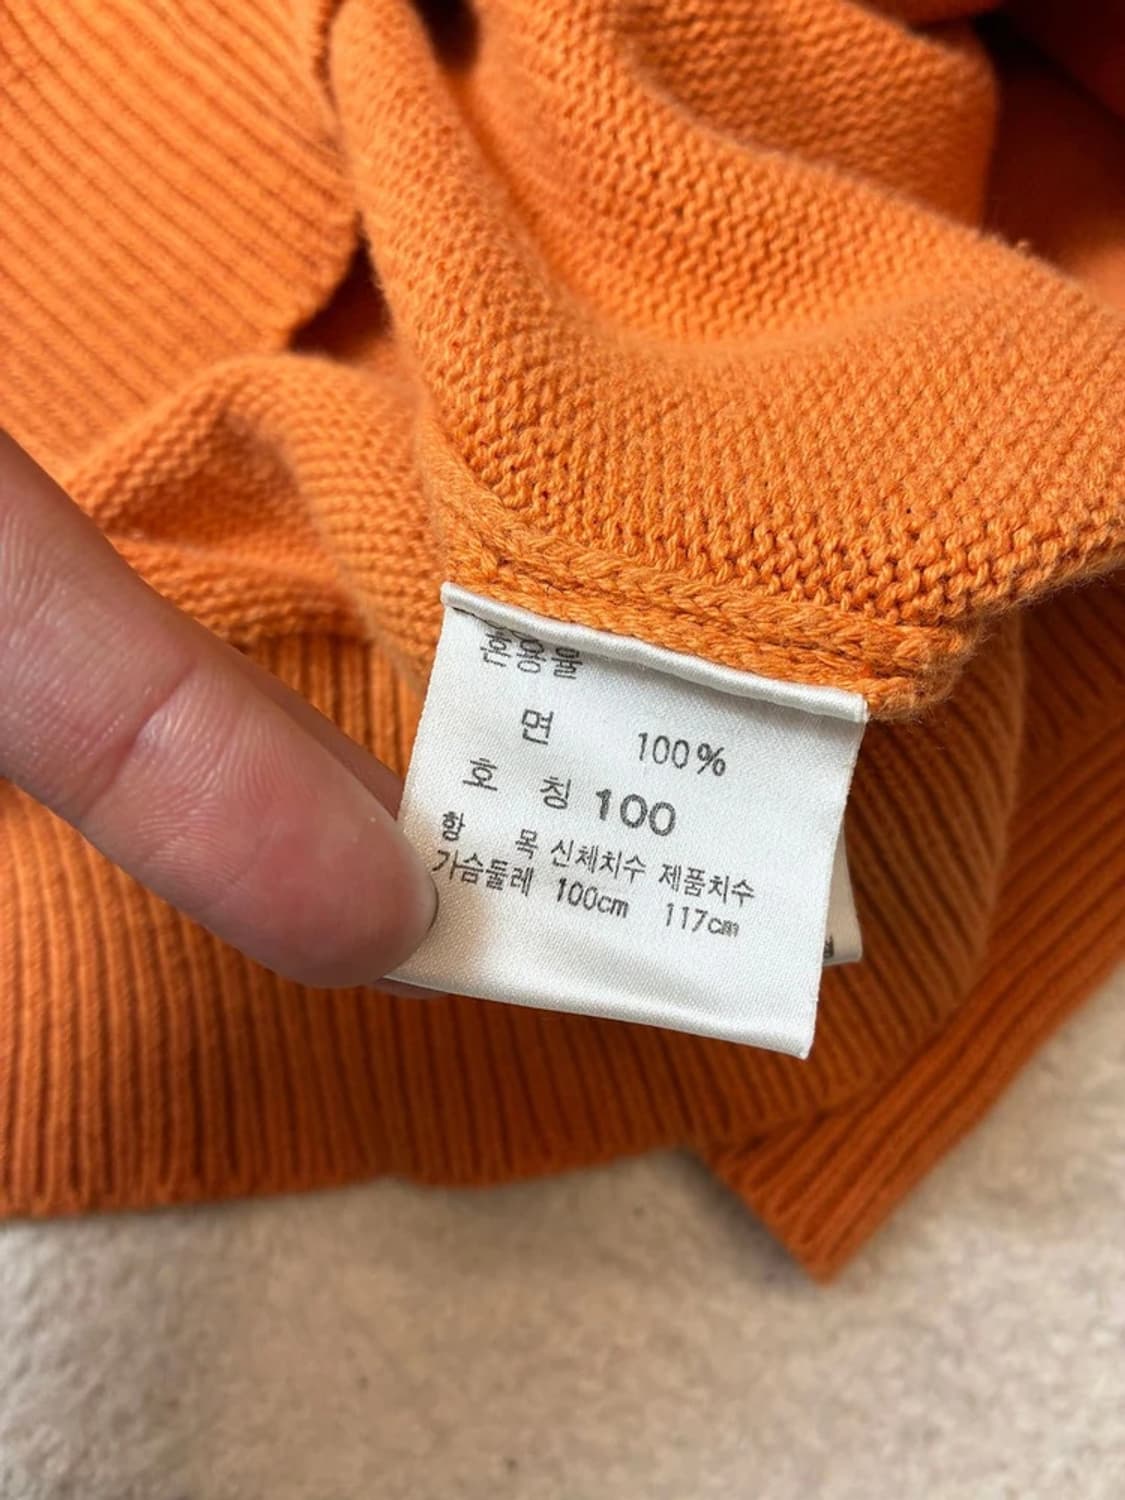 혼용율
면 100%
호 칭 100
항 목 신체치수 제품치수
가슴둘레 100cm 117cm